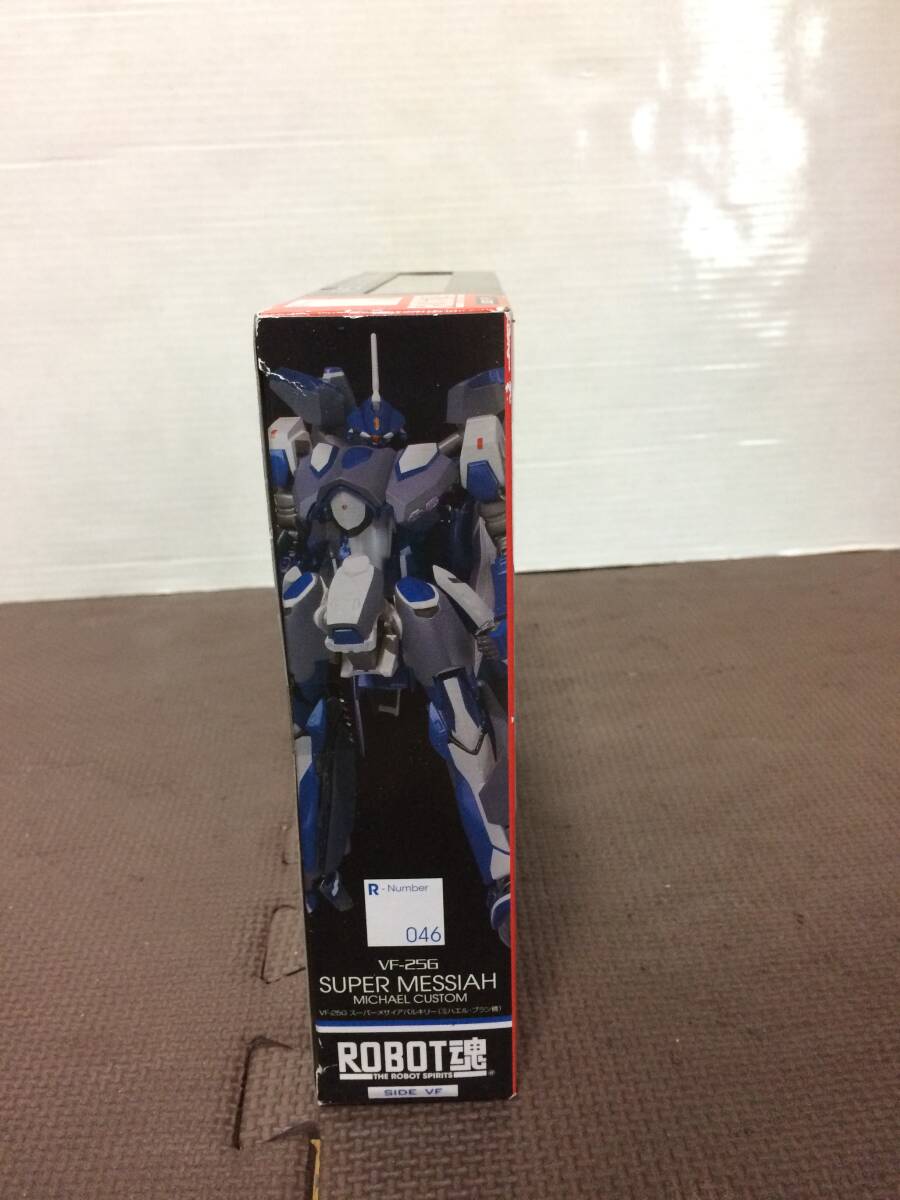 R - Number
046
VF-25G
SUPER MESSIAH
MICHAEL CUSTOM
VF-25G スーパーメサイアバルキリー(ミハエル・ブラン機)
ROBOT魂
THE ROBOT SPIRITS
SIDE VF